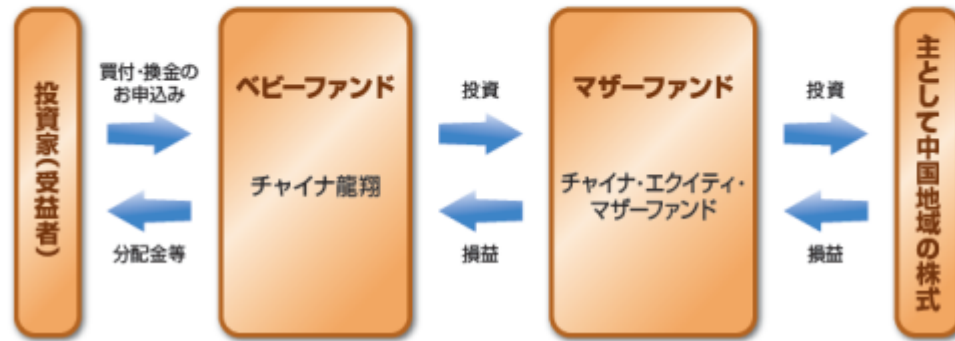 投資家(受益者)
買付・換金の
お申込み
分配金等
ベビーファンド
チャイナ龍翔
投資
損益
マザーファンド
チャイナ・エクイティ・
マザーファンド
投資
損益
主として中国地域の株式